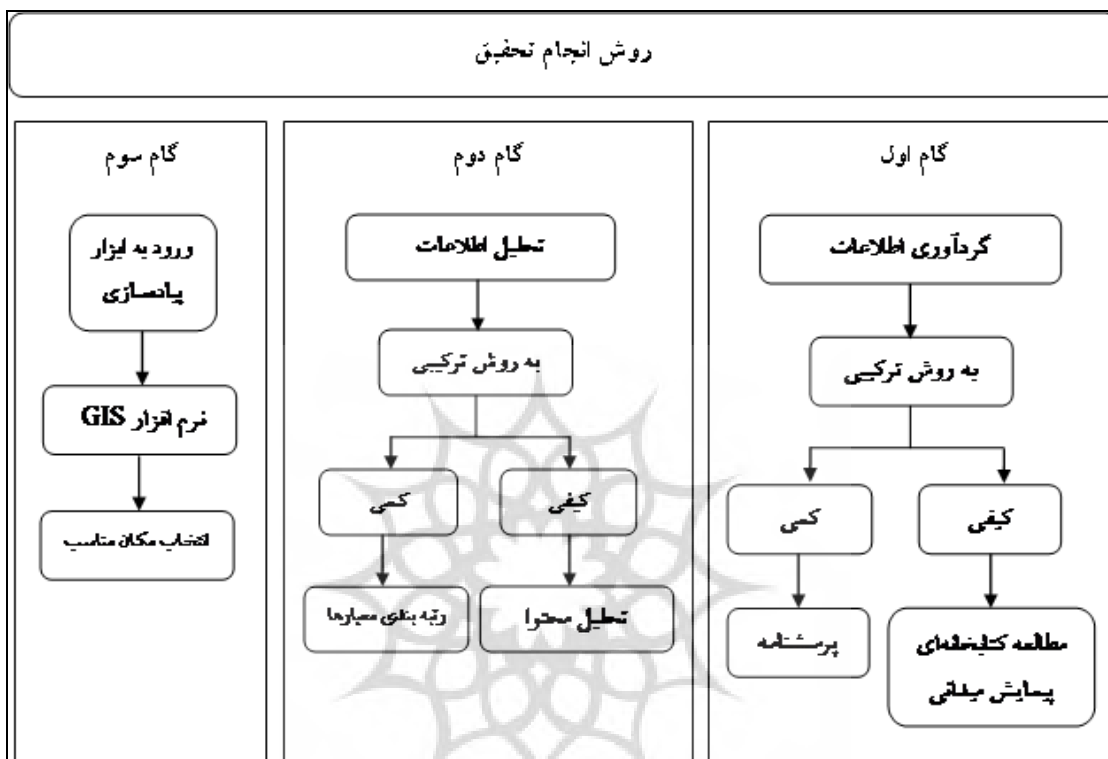 روش انجام تحقیق
گام اول
گردآوری اطلاعات
به روش ترکیبی
کیفی
کمی
مطالعه کتابخانه‌ای
پیمایش میدانی
پرسشنامه
گام دوم
تحلیل اطلاعات
به روش ترکیبی
کیفی
کمی
تحلیل محتوا
رتبه بندی معیارها
گام سوم
ورود به ابزار
پیاده‌سازی
نرم افزار GIS
انتخاب مکان مناسب